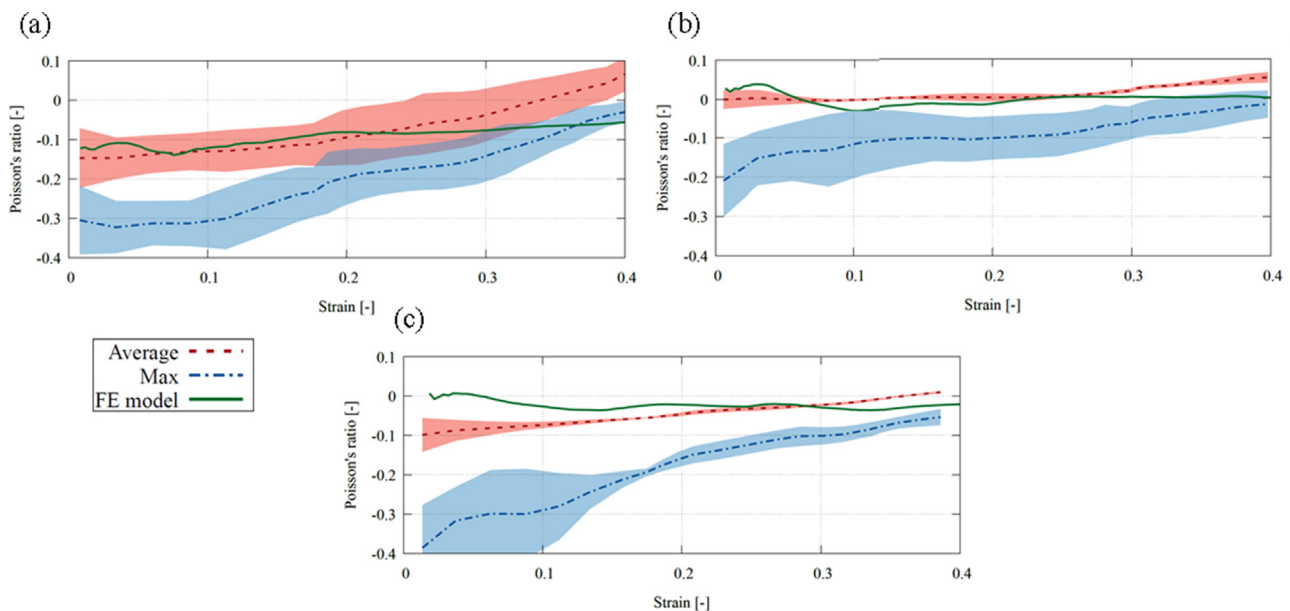 (a)
0.1
0
-0.1
-0.2
-0.3
-0.4
Poisson's ratio [-]
0 0.1 0.2 0.3 0.4
Strain [-]
(b)
0.1
0
-0.1
-0.2
-0.3
-0.4
Poisson's ratio [-]
0 0.1 0.2 0.3 0.4
Strain [-]
Average
Max
FE model
(c)
0.1
0
-0.1
-0.2
-0.3
-0.4
Poisson's ratio [-]
0 0.1 0.2 0.3 0.4
Strain [-]